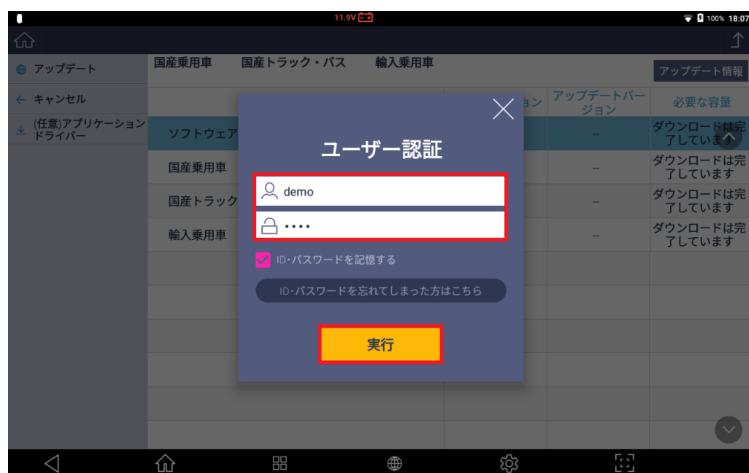 11.9V
100% 18:07
アップデート
国産乗用車 国産トラック・バス 輸入乗用車
アップデート情報
キャンセル
(任意)アプリケーション
ドライバー
ョン
アップデートバー
ジョン
必要な容量
ソフトウェア
--
ダウンロードは完
了しています
国産乗用車
--
ダウンロードは完
了しています
国産トラック
--
ダウンロードは完
了しています
輸入乗用車
--
ダウンロードは完
了しています
ユーザー認証
demo
••••
ID・パスワードを記憶する
ID・パスワードを忘れてしまった方はこちら
実行